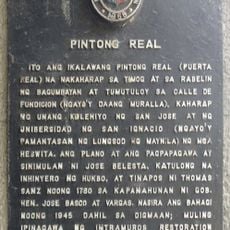 PINTONG REAL
ITO ANG IKALAWANG PINTONG REAL (PUERTA
REAL) NA NAKAHARAP SA TIMOG AT SA RABELIN
NG BAGUMBAYAN AT TUMUTULOY SA CALLE DE
FUNDICION (NGAYO'Y DAANG MURALLA), KAHARAP
NG UNANG KOLEHIYO NG SAN JOSE AT NG
UNIBERSIDAD NG SAN IGNACIO (NGAYO'Y
PAMANTASAN NG LUNGSOD NG MAYNILA) NG MGA
HESWITA. ANG PLANO AT ANG PAGPAPAGAWA AY
SINIMULAN NI JOSE BELESTA, KATULONG NA
INHINYERO NG HUKBO, AT TINAPOS NI THOMAS
SANZ NOONG 1780 SA KAPAMAHUNAN NI GOB.
HEN. JOSE BASCO AT VARGAS. NASIRA ANG BAHAGI
NOONG 1945 DAHIL SA DIGMAAN; MULING
IPINAGAWA NG INTRAMUROS RESTORATION